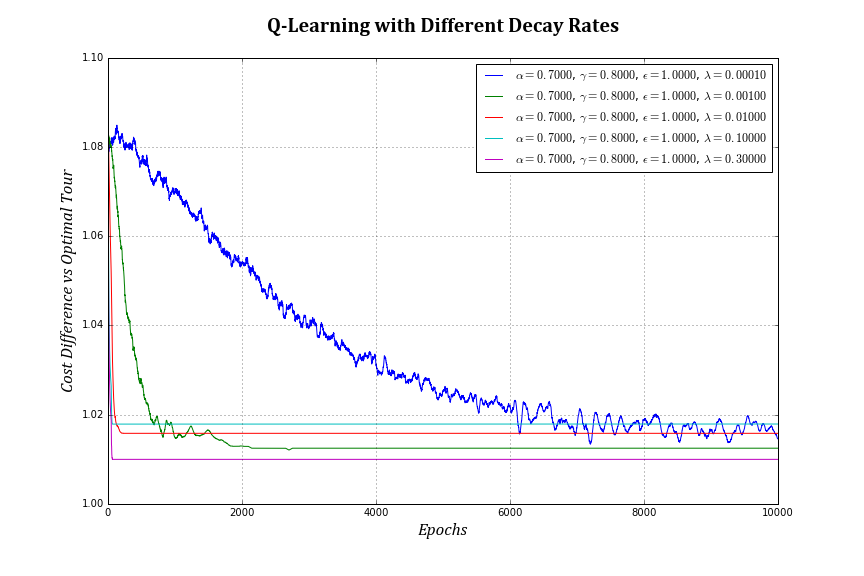 Q-Learning with Different Decay Rates
1.10
1.08
1.06
1.04
1.02
1.00
Cost Difference vs Optimal Tour
α = 0.7000, γ = 0.8000, ϵ = 1.0000, λ = 0.00010
α = 0.7000, γ = 0.8000, ϵ = 1.0000, λ = 0.00100
α = 0.7000, γ = 0.8000, ϵ = 1.0000, λ = 0.01000
α = 0.7000, γ = 0.8000, ϵ = 1.0000, λ = 0.10000
α = 0.7000, γ = 0.8000, ϵ = 1.0000, λ = 0.30000
0 2000 4000 6000 8000 10000
Epochs